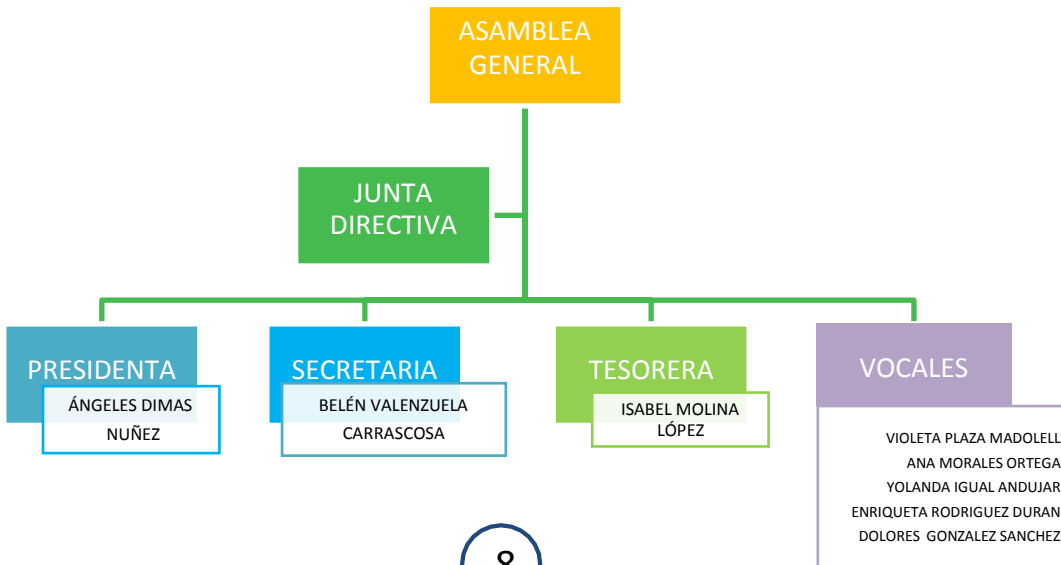 ASAMBLEA
GENERAL
JUNTA
DIRECTIVA
PRESIDENTA
ÁNGELES DIMAS
NUÑEZ
SECRETARIA
BELÉN VALENZUELA
CARRASCOSA
TESORERA
ISABEL MOLINA
LÓPEZ
VOCALES
VIOLETA PLAZA MADOLELL
ANA MORALES ORTEGA
YOLANDA IGUAL ANDUJAR
ENRIQUETA RODRIGUEZ DURAN
DOLORES GONZALEZ SANCHEZ
8